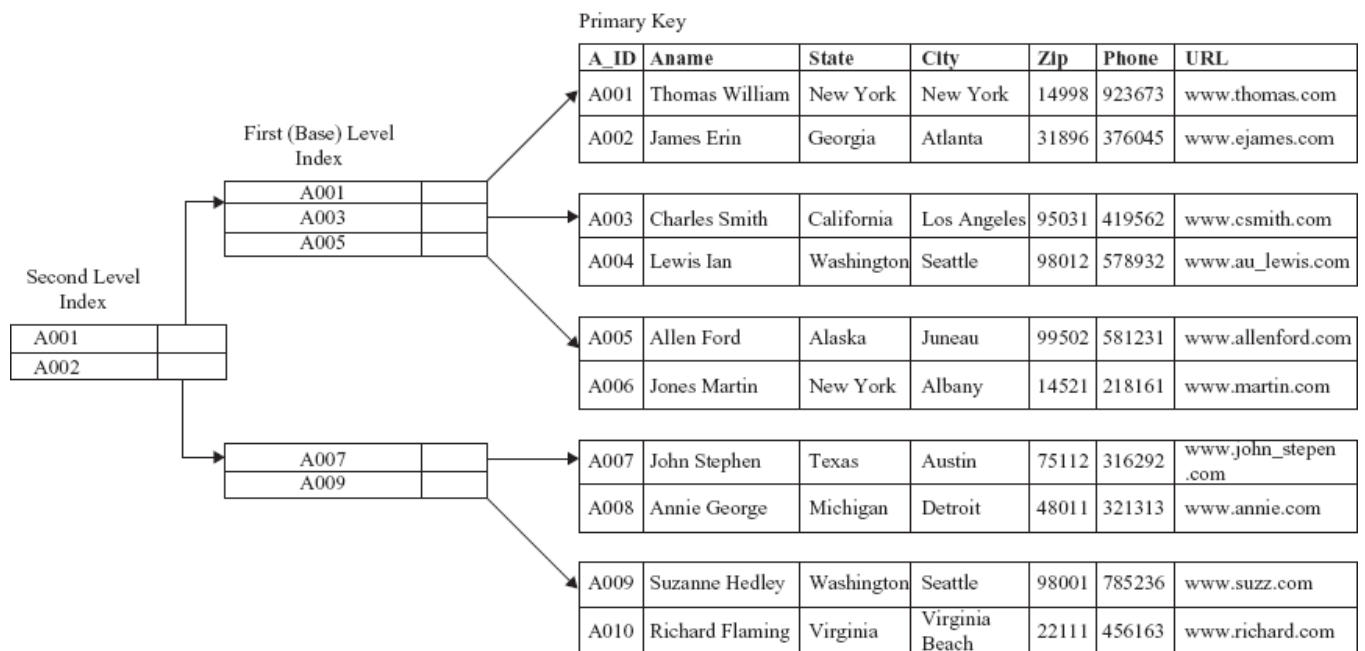 Primary Key
A_ID Aname State City Zip Phone URL
A001 Thomas William New York New York 14998 923673 www.thomas.com
A002 James Erin Georgia Atlanta 31896 376045 www.ejames.com
First (Base) Level
Index
A001
A003
A005
A003 Charles Smith California Los Angeles 95031 419562 www.csmith.com
A004 Lewis Ian Washington Seattle 98012 578932 www.au_lewis.com
Second Level
Index
A001
A002
A005 Allen Ford Alaska Juneau 99502 581231 www.allenford.com
A006 Jones Martin New York Albany 14521 218161 www.martin.com
A007
A009
A007 John Stephen Texas Austin 75112 316292 www.john_stepen
.com
A008 Annie George Michigan Detroit 48011 321313 www.annie.com
A009 Suzanne Hedley Washington Seattle 98001 785236 www.suzz.com
A010 Richard Flaming Virginia Virginia
Beach 22111 456163 www.richard.com